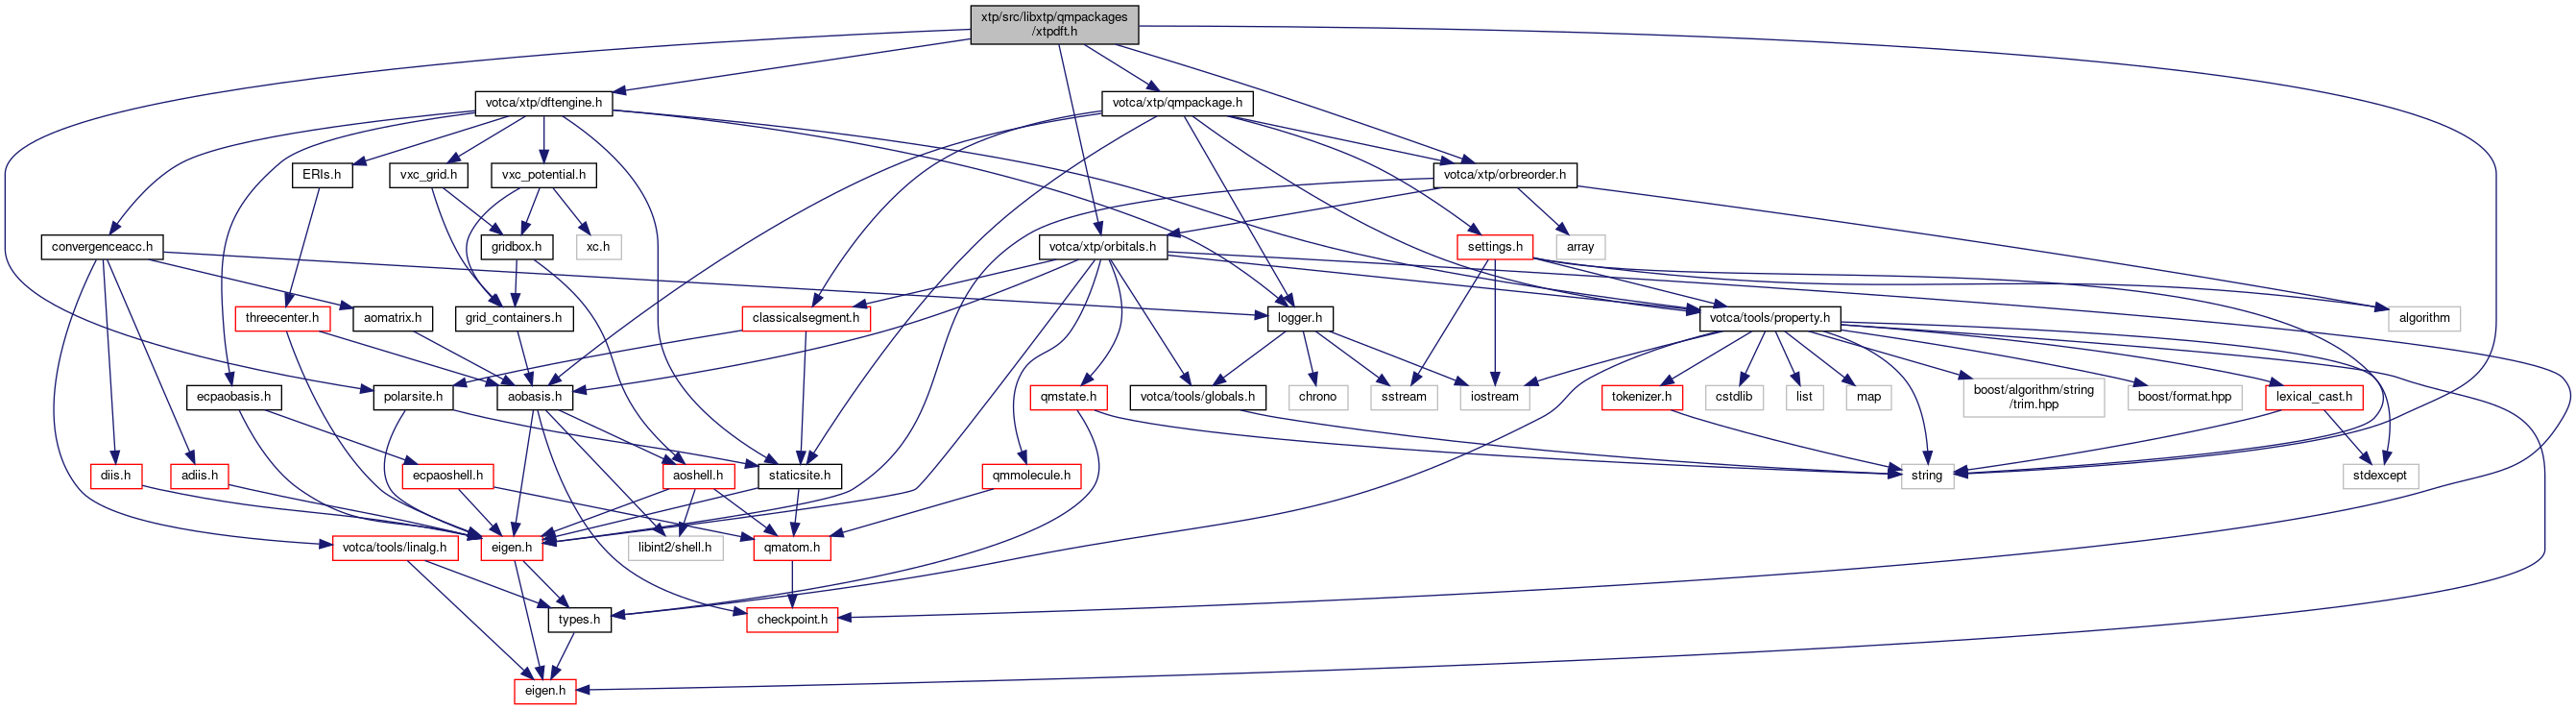 xtp/src/libxtp/qmpackages
/xtpdft.h
votca/xtp/dftengine.h
votca/xtp/qmpackage.h
ERIs.h
vxc_grid.h
vxc_potential.h
votca/xtp/orbreorder.h
convergenceacc.h
gridbox.h
xc.h
votca/xtp/orbitals.h
settings.h
array
threecenter.h
aomatrix.h
grid_containers.h
classicalsegment.h
logger.h
votca/tools/property.h
algorithm
ecpaobasis.h
polarsite.h
aobasis.h
qmstate.h
votca/tools/globals.h
chrono
sstream
iostream
tokenizer.h
cstdlib
list
map
boost/algorithm/string
/trim.hpp
boost/format.hpp
lexical_cast.h
diis.h
adiis.h
ecpaoshell.h
aoshell.h
staticsite.h
qmmolecule.h
string
stdexcept
votca/tools/linalg.h
eigen.h
libint2/shell.h
qmatom.h
types.h
checkpoint.h
eigen.h